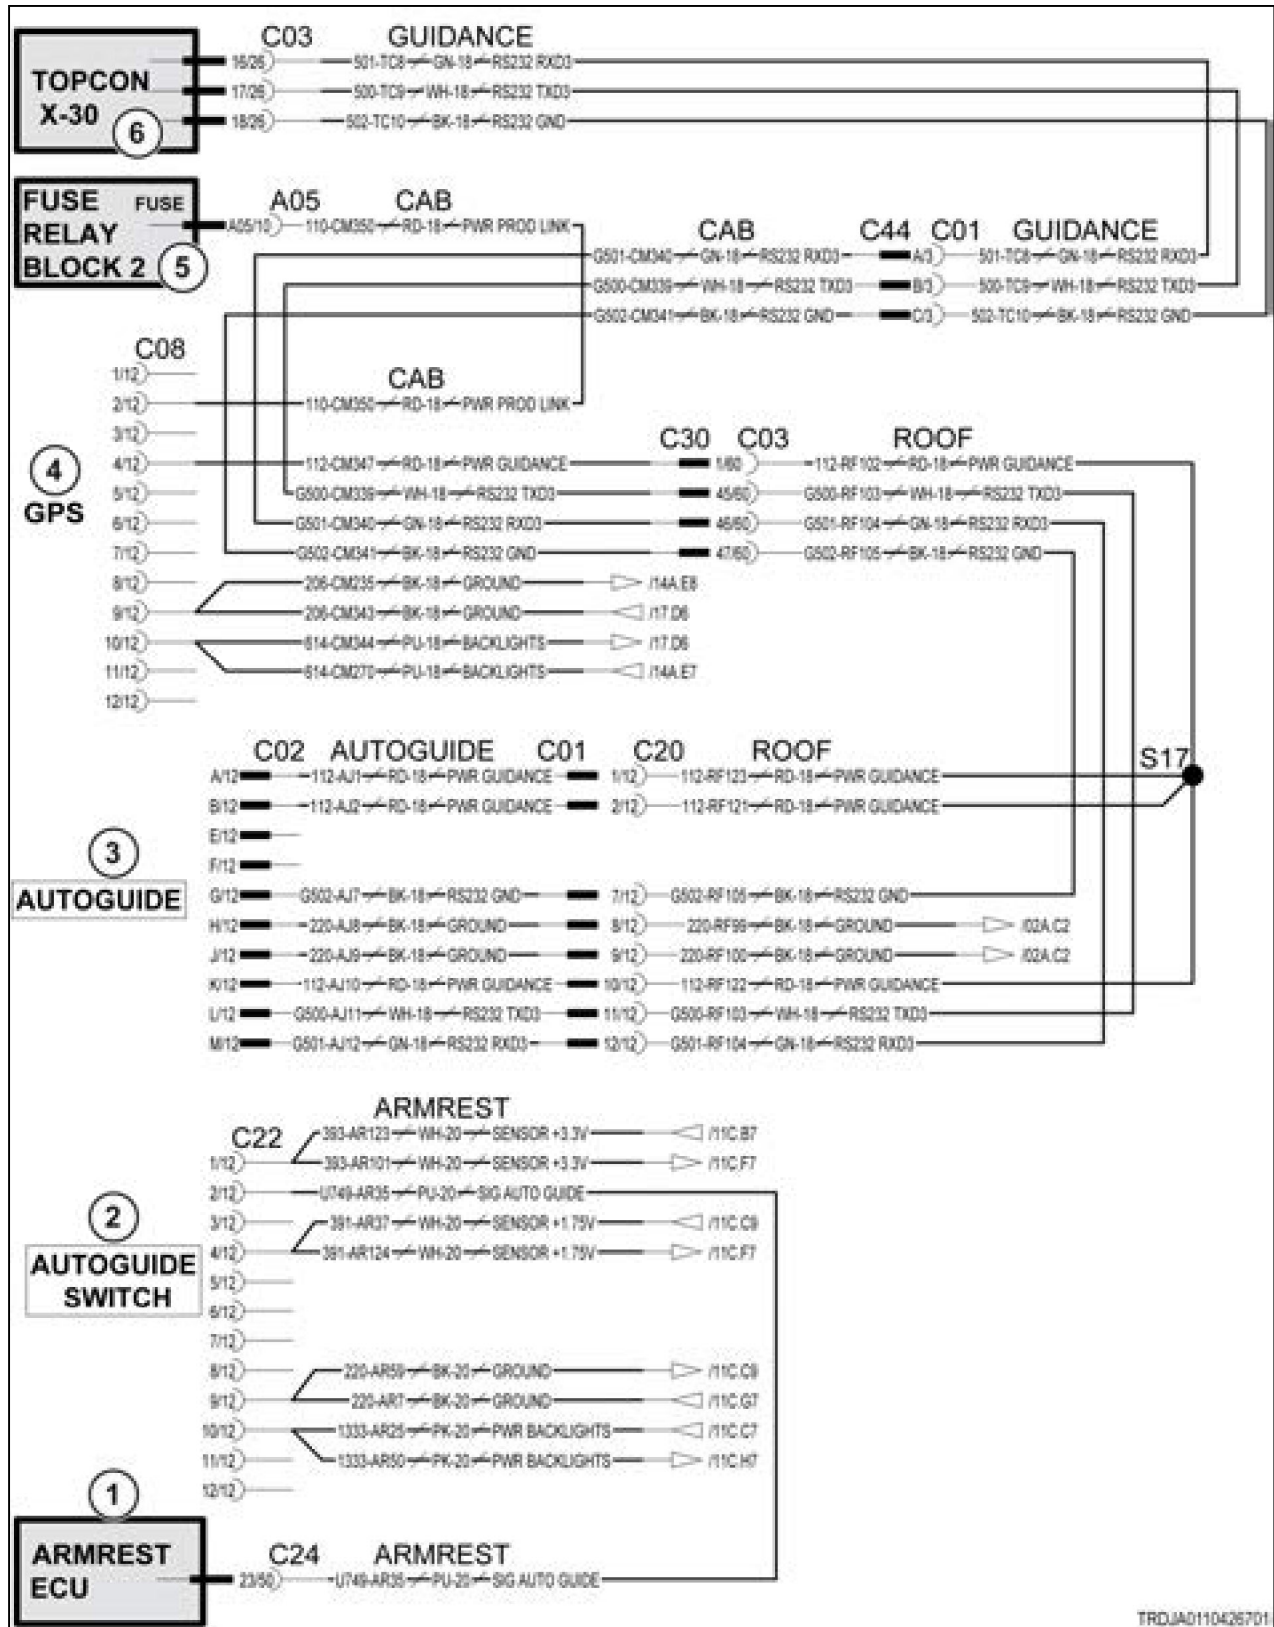 C03 GUIDANCE
TOPCON
X-30
6
16/26 501-TC8 GN-18 RS232 RXD3
17/26 500-TC9 WH-18 RS232 TXD3
18/26 502-TC10 BK-18 RS232 GND
FUSE FUSE
RELAY
BLOCK 2
5
A05 CAB
A05/10 110-CM350 RD-18 PWR PROD LINK
CAB C44 C01 GUIDANCE
G501-CM340 GN-18 RS232 RXD3 A/3 501-TC8 GN-18 RS232 RXD3
G500-CM339 WH-18 RS232 TXD3 B/3 500-TC9 WH-18 RS232 TXD3
G502-CM341 BK-18 RS232 GND C/3 502-TC10 BK-18 RS232 GND
C08
4
GPS
1/12
CAB
2/12 110-CM350 RD-18 PWR PROD LINK
3/12
C30 C03 ROOF
4/12 112-CM347 RD-18 PWR GUIDANCE 1/60 112-RF102 RD-18 PWR GUIDANCE
5/12 G500-CM339 WH-18 RS232 TXD3 45/60 G500-RF103 WH-18 RS232 TXD3
6/12 G501-CM340 GN-18 RS232 RXD3 46/60 G501-RF104 GN-18 RS232 RXD3
7/12 G502-CM341 BK-18 RS232 GND 47/60 G502-RF105 BK-18 RS232 GND
8/12 206-CM235 BK-18 GROUND /14A.E8
9/12 206-CM343 BK-18 GROUND /17.D6
10/12 814-CM344 PU-18 BACKLIGHTS /17.D6
11/12 814-CM270 PU-18 BACKLIGHTS /14A.E7
12/12
C02 AUTOGUIDE C01 C20 ROOF
S17
3
AUTOGUIDE
A/12 112-AJ1 RD-18 PWR GUIDANCE 1/12 112-RF123 RD-18 PWR GUIDANCE
B/12 112-AJ2 RD-18 PWR GUIDANCE 2/12 112-RF121 RD-18 PWR GUIDANCE
E/12
F/12
G/12 G502-AJ7 BK-18 RS232 GND 7/12 G502-RF105 BK-18 RS232 GND
H/12 220-AJ8 BK-18 GROUND 8/12 220-RF99 BK-18 GROUND /02A.C2
J/12 220-AJ9 BK-18 GROUND 9/12 220-RF100 BK-18 GROUND /02A.C2
K/12 112-AJ10 RD-18 PWR GUIDANCE 10/12 112-RF122 RD-18 PWR GUIDANCE
L/12 G500-AJ11 WH-18 RS232 TXD3 11/12 G500-RF103 WH-18 RS232 TXD3
M/12 G501-AJ12 GN-18 RS232 RXD3 12/12 G501-RF104 GN-18 RS232 RXD3
ARMREST
C22
2
AUTOGUIDE
SWITCH
393-AR123 WH-20 SENSOR +3.3V /11C.B7
1/12 393-AR101 WH-20 SENSOR +3.3V /11C.F7
2/12 U749-AR35 PU-20 SIG AUTO GUIDE
3/12 391-AR37 WH-20 SENSOR +1.75V /11C.C9
4/12 391-AR124 WH-20 SENSOR +1.75V /11C.F7
5/12
6/12
7/12
8/12 220-AR59 BK-20 GROUND /11C.C9
9/12 220-AR7 BK-20 GROUND /11C.G7
10/12 1333-AR25 PK-20 PWR BACKLIGHTS /11C.C7
11/12 1333-AR50 PK-20 PWR BACKLIGHTS /11C.H7
12/12
1
ARMREST
ECU
C24 ARMREST
23/50 U749-AR35 PU-20 SIG AUTO GUIDE
TRDJA0110426701